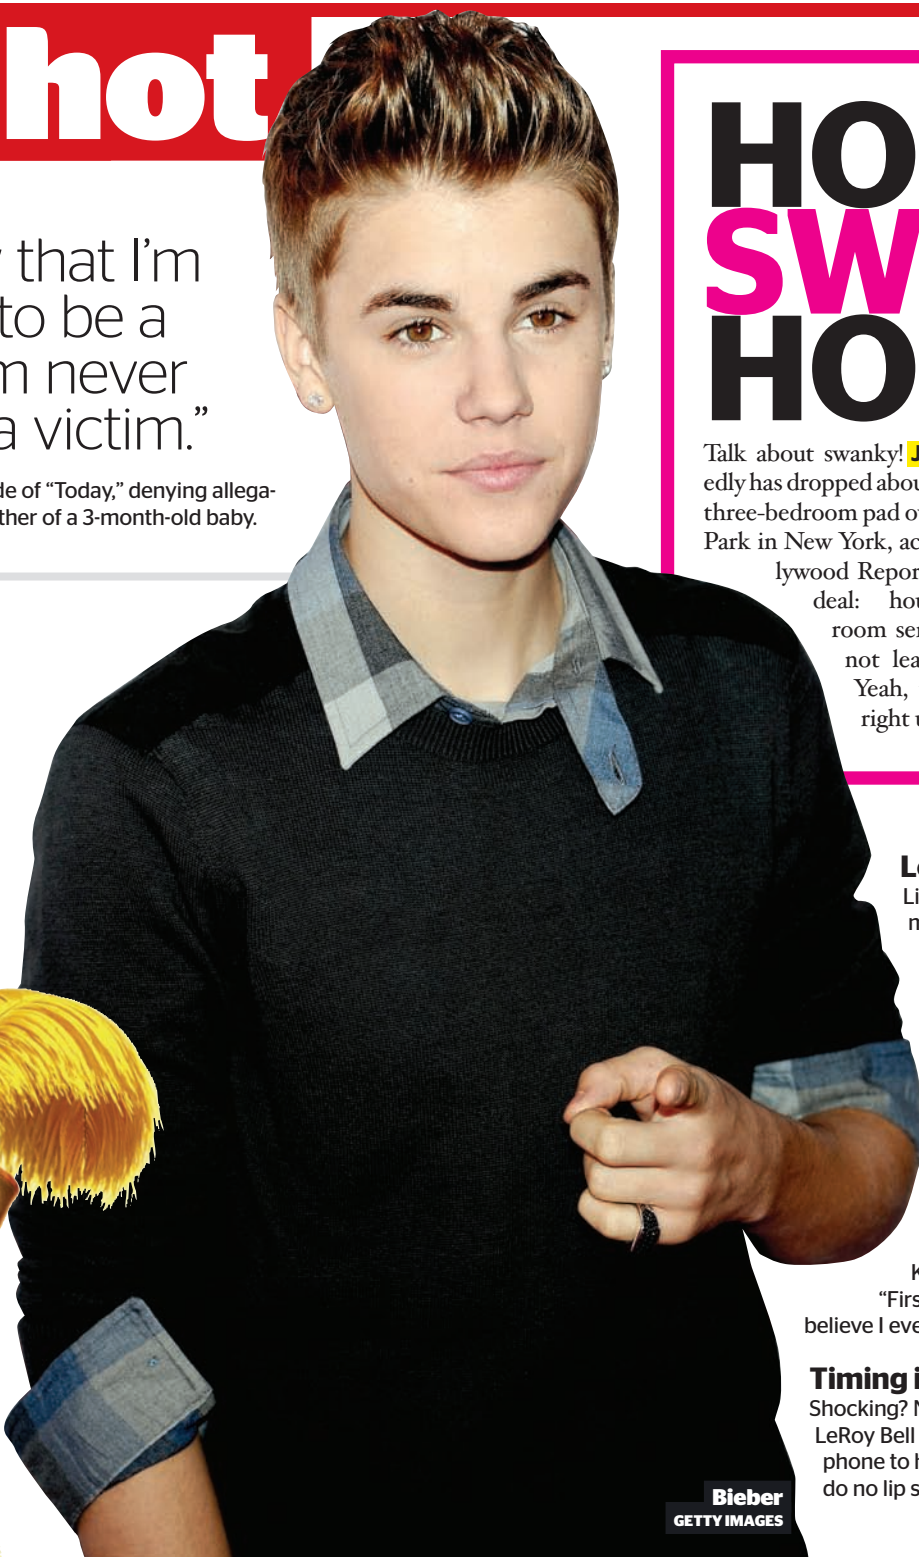 hot
that I'm
to be a
never
a victim."
de of "Today," denying allega-
ther of a 3-month-old baby.
HO
SW
HO
Talk about swanky! J
edly has dropped abou
three-bedroom pad o
Park in New York, ac
lywood Repor
deal: hou
room ser
not lea
Yeah,
right u
Li
believe I eve
"Firs
Timing i
Shocking?
LeRoy Bell
phone to h
do no lip s
Bieber
GETTY IMAGES